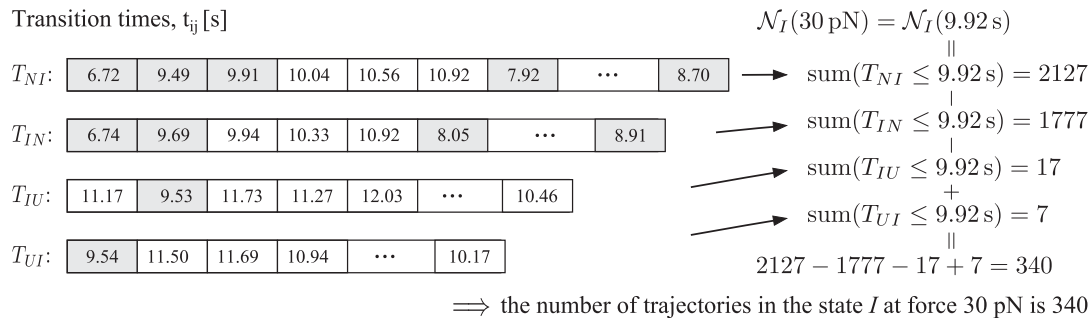 Transition times, t_ij [s]
N_I(30 pN) = N_I(9.92 s)
=
T_NI: 6.72 9.49 9.91 10.04 10.56 10.92 7.92 ... 8.70
sum(T_NI ≤ 9.92 s) = 2127
−
T_IN: 6.74 9.69 9.94 10.33 10.92 8.05 ... 8.91
sum(T_IN ≤ 9.92 s) = 1777
−
T_IU: 11.17 9.53 11.73 11.27 12.03 ... 10.46
sum(T_IU ≤ 9.92 s) = 17
+
T_UI: 9.54 11.50 11.69 10.94 ... 10.17
sum(T_UI ≤ 9.92 s) = 7
=
2127 − 1777 − 17 + 7 = 340
⟹ the number of trajectories in the state I at force 30 pN is 340